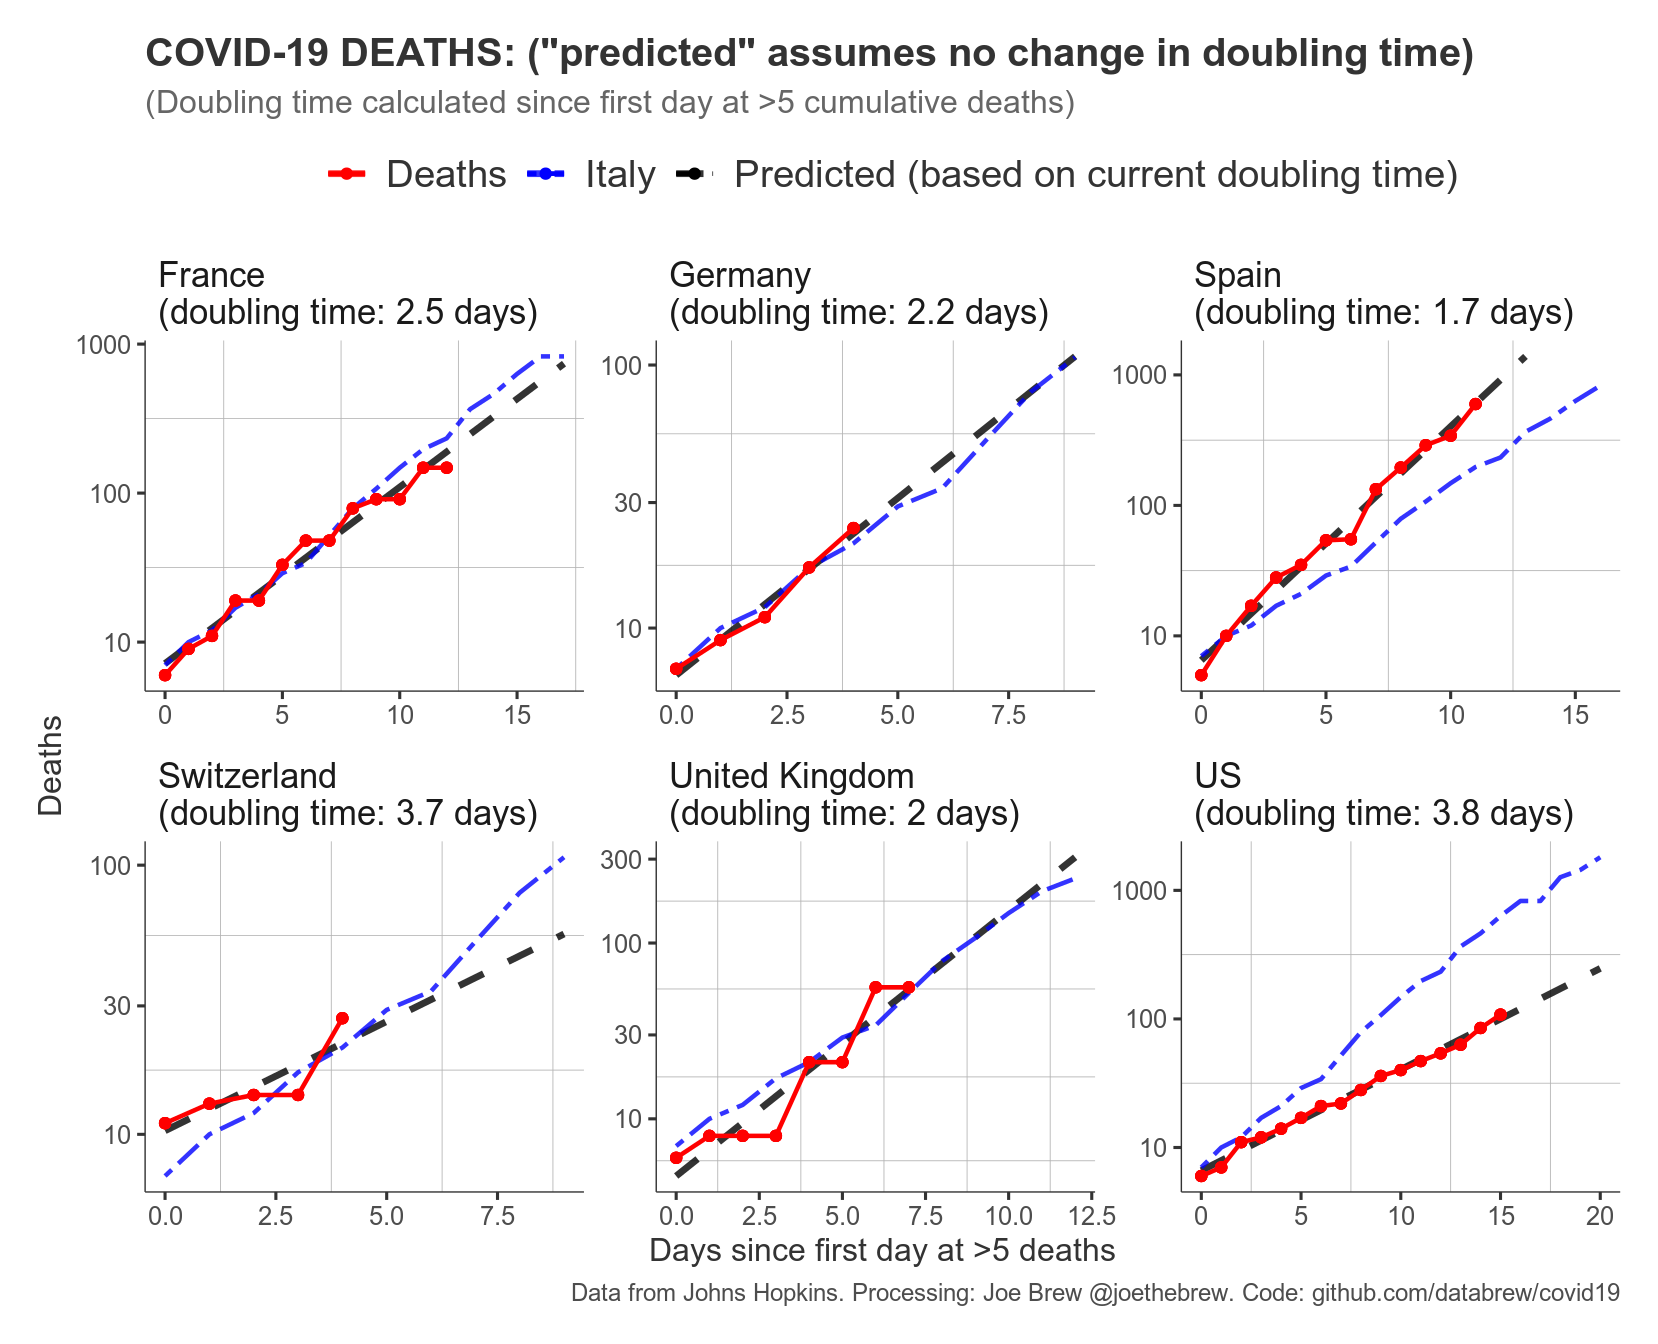 COVID-19 DEATHS: ("predicted" assumes no change in doubling time)
(Doubling time calculated since first day at >5 cumulative deaths)
Deaths Italy Predicted (based on current doubling time)
France
(doubling time: 2.5 days)
1000
100
10
0 5 10 15
Germany
(doubling time: 2.2 days)
100
30
10
0.0 2.5 5.0 7.5
Spain
(doubling time: 1.7 days)
1000
100
10
0 5 10 15
Deaths
Switzerland
(doubling time: 3.7 days)
100
30
10
0.0 2.5 5.0 7.5
United Kingdom
(doubling time: 2 days)
300
100
30
10
0.0 2.5 5.0 7.5 10.0 12.5
US
(doubling time: 3.8 days)
1000
100
10
0 5 10 15 20
Days since first day at >5 deaths
Data from Johns Hopkins. Processing: Joe Brew @joethebrew. Code: github.com/databrew/covid19